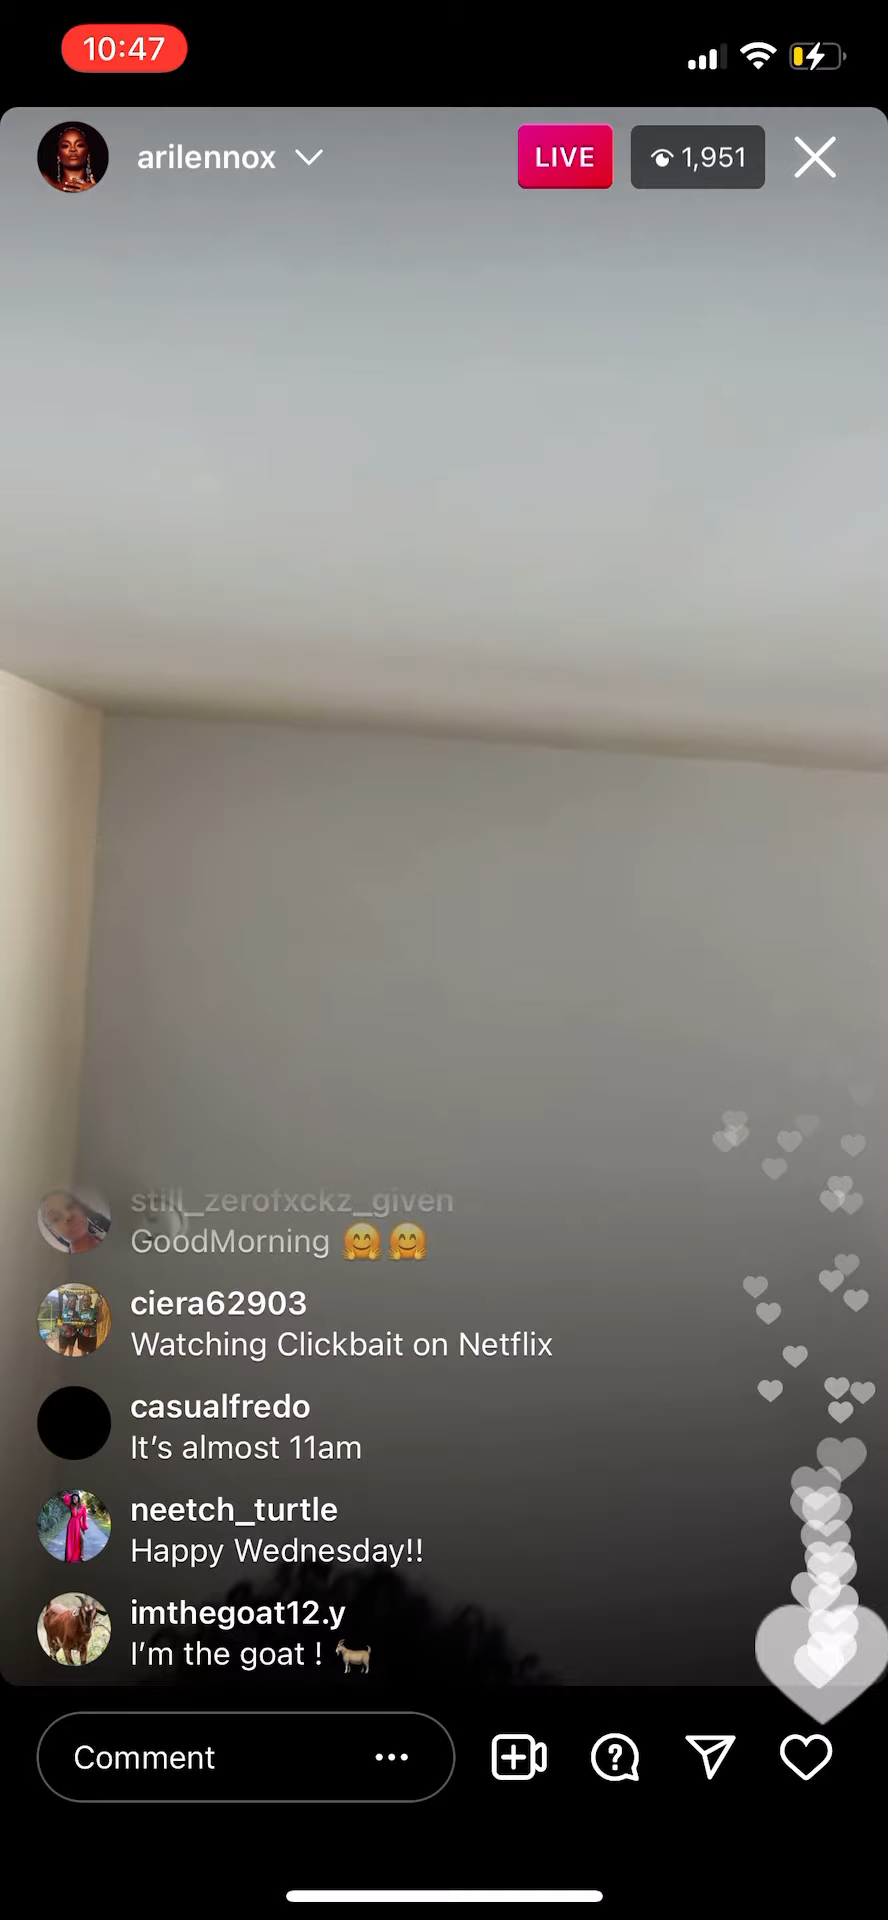 10:47
arilennox
LIVE 1,951
still_zerofxckz_given
GoodMorning 🤗🤗
ciera62903
Watching Clickbait on Netflix
casualfredo
It’s almost 11am
neetch_turtle
Happy Wednesday!!
imthegoat12.y
I’m the goat ! 🐐
Comment